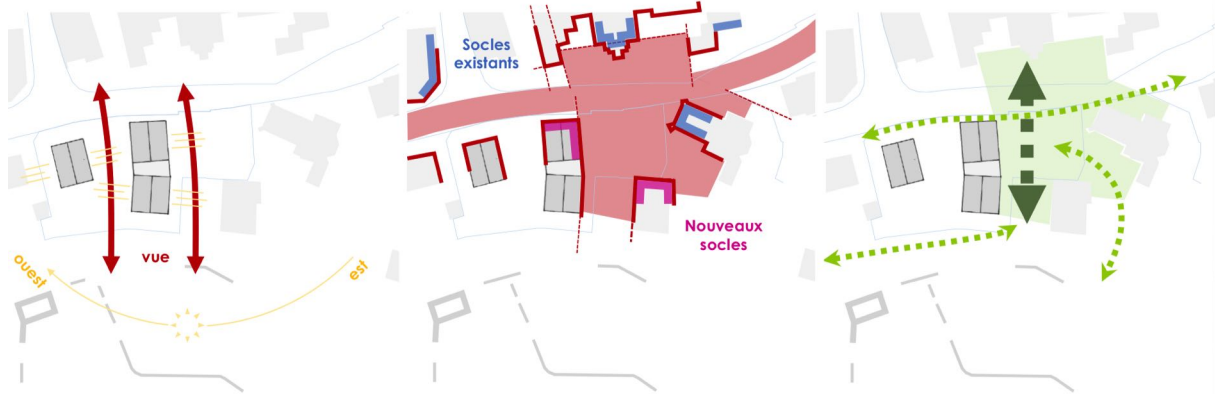 vue
ouest
est
Socles
existants
Nouveaux
socles